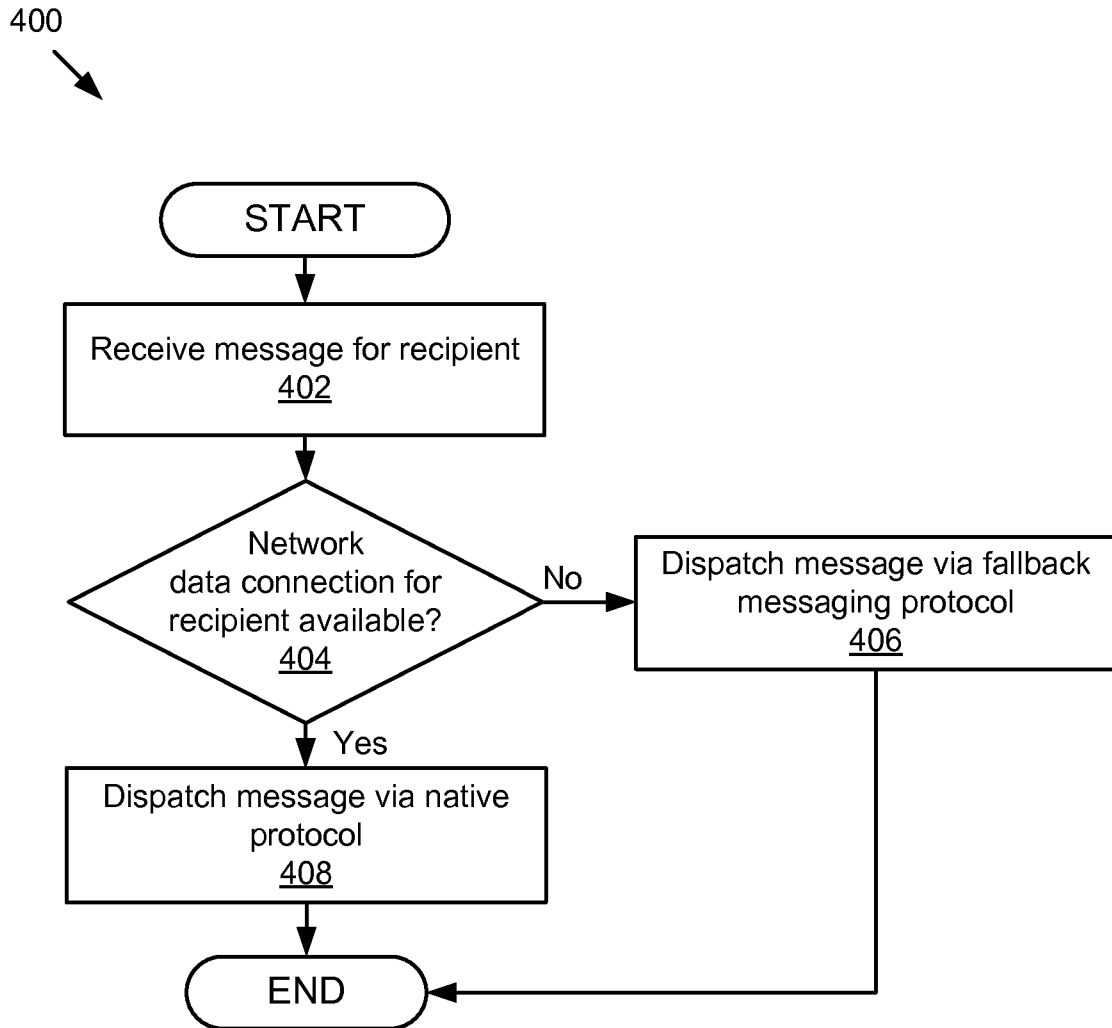 400
START
Receive message for recipient
402
Network
data connection for
recipient available?
404
No
Dispatch message via fallback
messaging protocol
406
Yes
Dispatch message via native
protocol
408
END